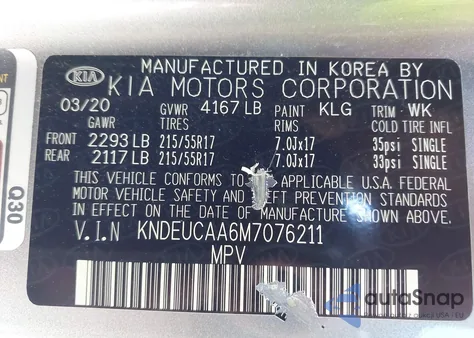 MANUFACTURED IN KOREA BY
KIA KIA MOTORS CORPORATION
03/20 GVWR 4167 LB PAINT KLG TRIM WK
GAWR TIRES RIMS COLD TIRE INFL
FRONT 2293 LB 215/55R17 7.0Jx17 35psi SINGLE
REAR 2117 LB 215/55R17 7.0Jx17 33psi SINGLE
THIS VEHICLE CONFORMS TO ALL APPLICABLE U.S.A. FEDERAL
MOTOR VEHICLE SAFETY AND THEFT PREVENTION STANDARDS
IN EFFECT ON THE DATE OF MANUFACTURE SHOWN ABOVE.
V.I.N KNDEUCAA6M7076211
MPV
Q30
autoSnap